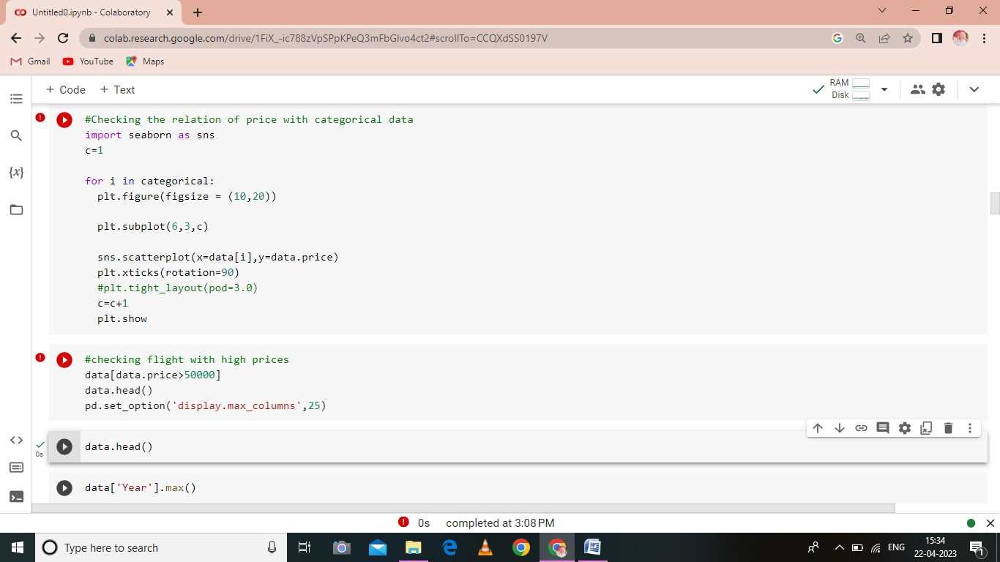 Untitled0.ipynb - Colaboratory
colab.research.google.com/drive/1FiX_-ic788zVpSPpKPeQ3mFbGIvo4ct2#scrollTo=CCQXdSS0197V
Gmail YouTube Maps
+ Code + Text RAM
Disk
#Checking the relation of price with categorical data
import seaborn as sns
c=1
for i in categorical:
plt.figure(figsize = (10,20))
plt.subplot(6,3,c)
sns.scatterplot(x=data[i],y=data.price)
plt.xticks(rotation=90)
#plt.tight_layout(pod=3.0)
c=c+1
plt.show
#checking flight with high prices
data[data.price>50000]
data.head()
pd.set_option('display.max_columns',25)
data.head()
0s
data['Year'].max()
0s completed at 3:08 PM
Type here to search
ENG
15:34
22-04-2023
1